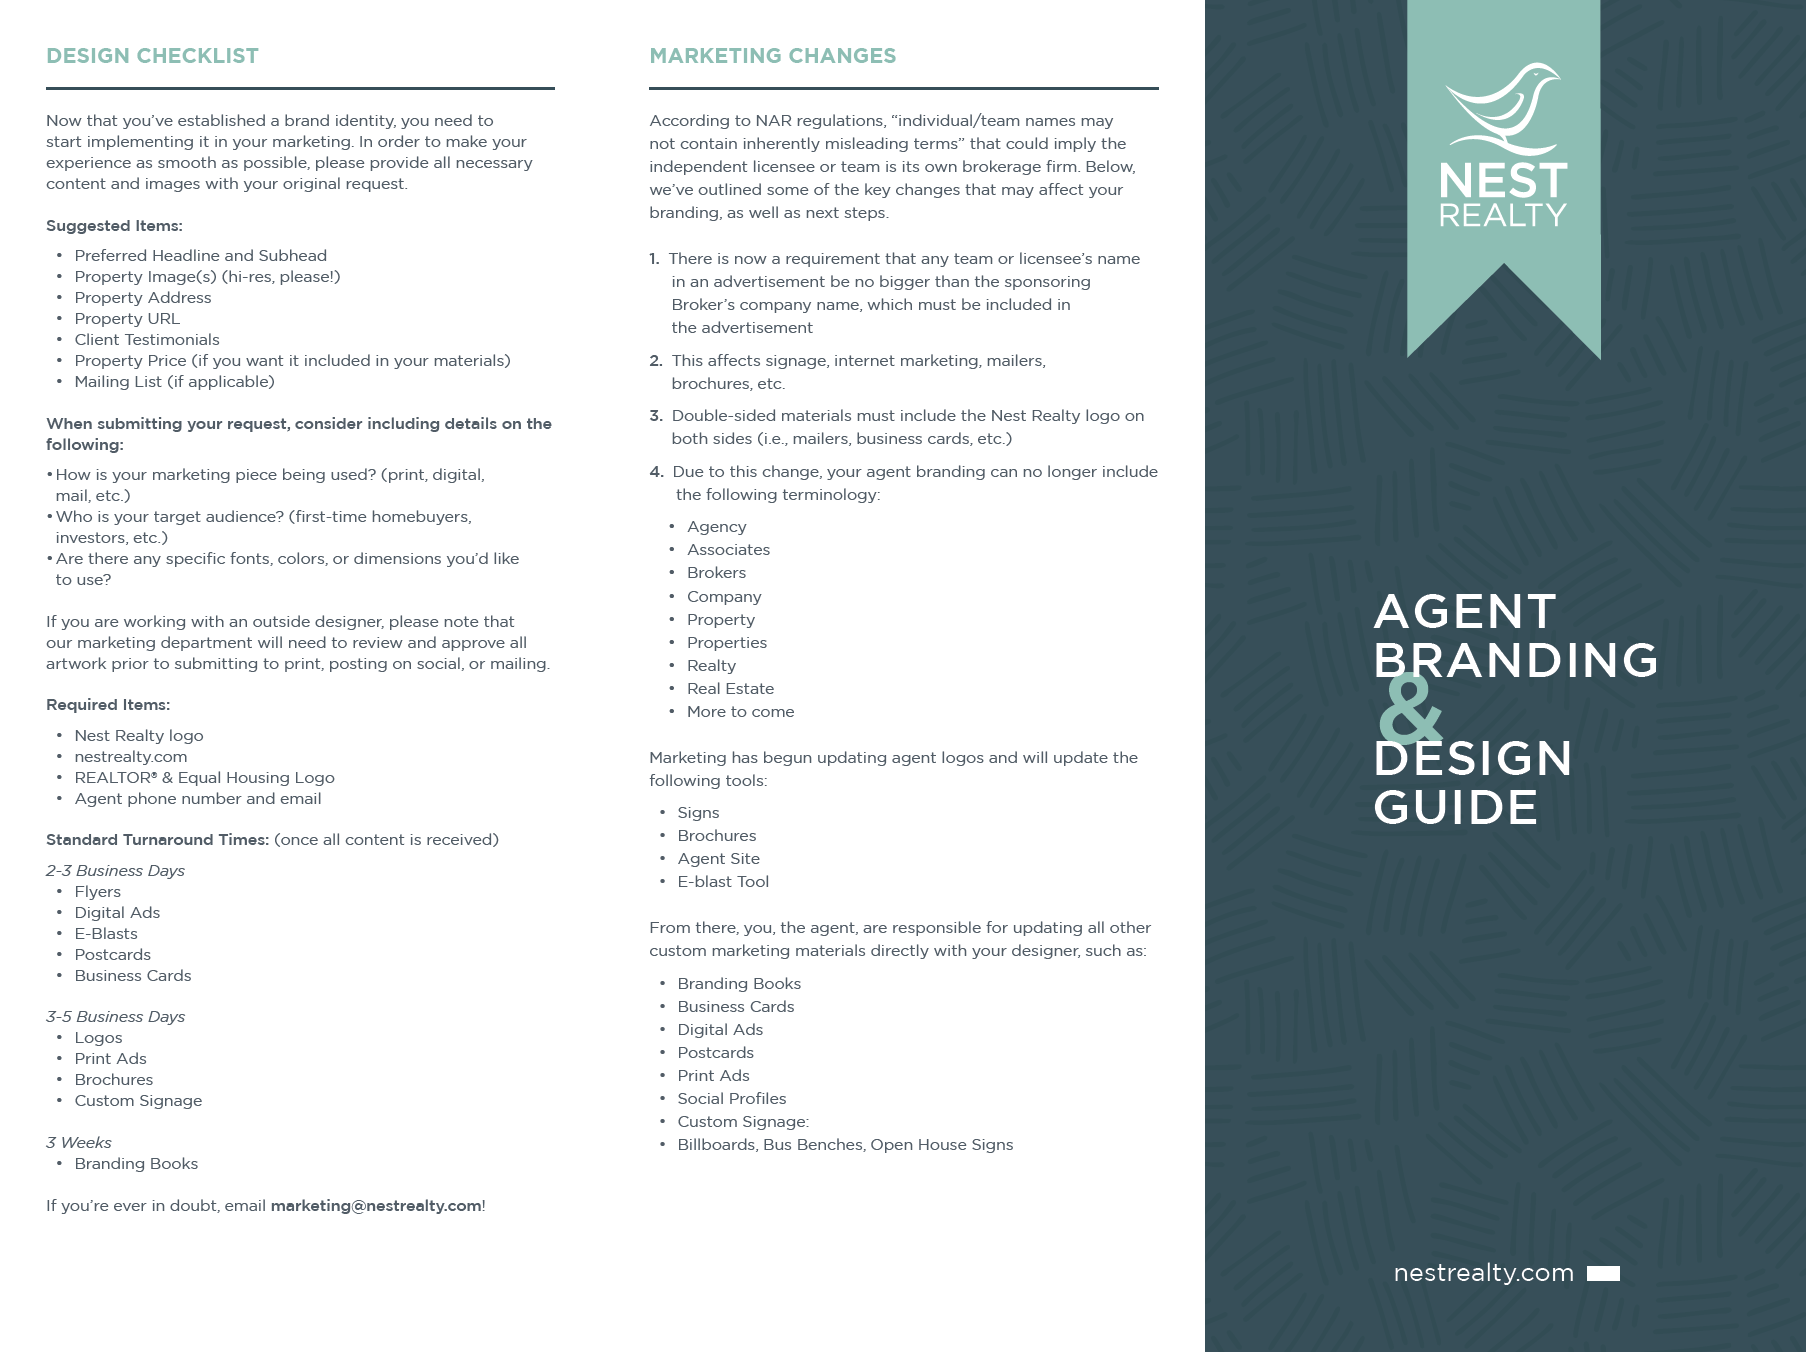 DESIGN CHECKLIST
Now that you’ve established a brand identity, you need to
start implementing it in your marketing. In order to make your
experience as smooth as possible, please provide all necessary
content and images with your original request.
Suggested Items:
• Preferred Headline and Subhead
• Property Image(s) (hi-res, please!)
• Property Address
• Property URL
• Client Testimonials
• Property Price (if you want it included in your materials)
• Mailing List (if applicable)
When submitting your request, consider including details on the
following:
• How is your marketing piece being used? (print, digital,
mail, etc.)
• Who is your target audience? (first-time homebuyers,
investors, etc.)
• Are there any specific fonts, colors, or dimensions you’d like
to use?
If you are working with an outside designer, please note that
our marketing department will need to review and approve all
artwork prior to submitting to print, posting on social, or mailing.
Required Items:
• Nest Realty logo
• nestrealty.com
• REALTOR® & Equal Housing Logo
• Agent phone number and email
Standard Turnaround Times: (once all content is received)
2-3 Business Days
• Flyers
• Digital Ads
• E-Blasts
• Postcards
• Business Cards
3-5 Business Days
• Logos
• Print Ads
• Brochures
• Custom Signage
3 Weeks
• Branding Books
If you’re ever in doubt, email marketing@nestrealty.com!
MARKETING CHANGES
According to NAR regulations, “individual/team names may
not contain inherently misleading terms” that could imply the
independent licensee or team is its own brokerage firm. Below,
we’ve outlined some of the key changes that may affect your
branding, as well as next steps.
1. There is now a requirement that any team or licensee’s name
in an advertisement be no bigger than the sponsoring
Broker’s company name, which must be included in
the advertisement
2. This affects signage, internet marketing, mailers,
brochures, etc.
3. Double-sided materials must include the Nest Realty logo on
both sides (i.e., mailers, business cards, etc.)
4. Due to this change, your agent branding can no longer include
the following terminology:
• Agency
• Associates
• Brokers
• Company
• Property
• Properties
• Realty
• Real Estate
• More to come
Marketing has begun updating agent logos and will update the
following tools:
• Signs
• Brochures
• Agent Site
• E-blast Tool
From there, you, the agent, are responsible for updating all other
custom marketing materials directly with your designer, such as:
• Branding Books
• Business Cards
• Digital Ads
• Postcards
• Print Ads
• Social Profiles
• Custom Signage:
• Billboards, Bus Benches, Open House Signs
NEST
REALTY
AGENT
BRANDING
&
DESIGN
GUIDE
nestrealty.com